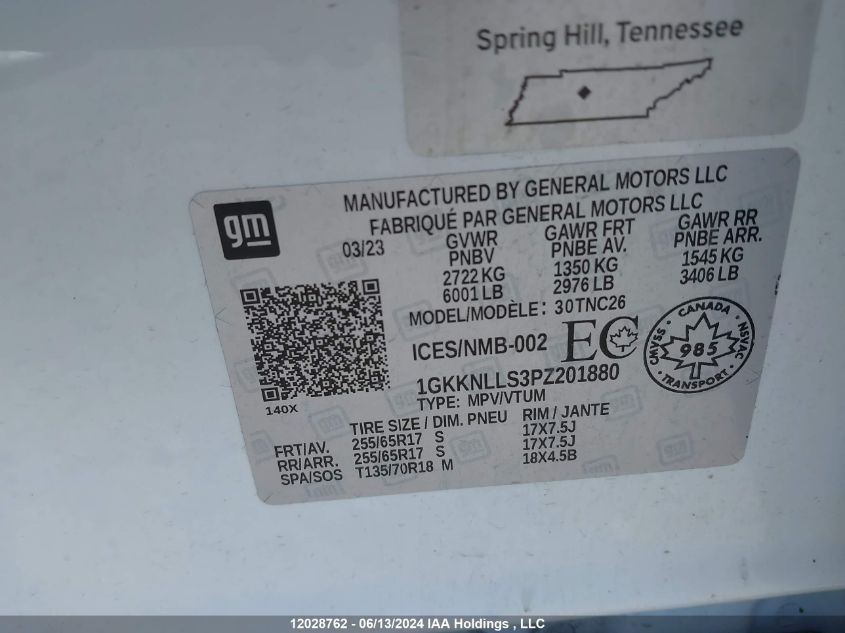 Spring Hill, Tennessee
gm
MANUFACTURED BY GENERAL MOTORS LLC
FABRIQUÉ PAR GENERAL MOTORS LLC
03/23 GVWR GAWR FRT GAWR RR
PNBV PNBE AV. PNBE ARR.
2722 KG 1350 KG 1545 KG
6001 LB 2976 LB 3406 LB
MODEL/MODÈLE: 30TNC26
ICES/NMB-002 EC
CANADA
CMVSS 985 NSVAC
TRANSPORT
1GKKNLLS3PZ201880
140X TYPE: MPV/VTUM
TIRE SIZE / DIM. PNEU RIM / JANTE
FRT/AV. 255/65R17 S 17X7.5J
RR/ARR. 255/65R17 S 17X7.5J
SPA/SOS T135/70R18 M 18X4.5B
12028762 - 06/13/2024 IAA Holdings , LLC